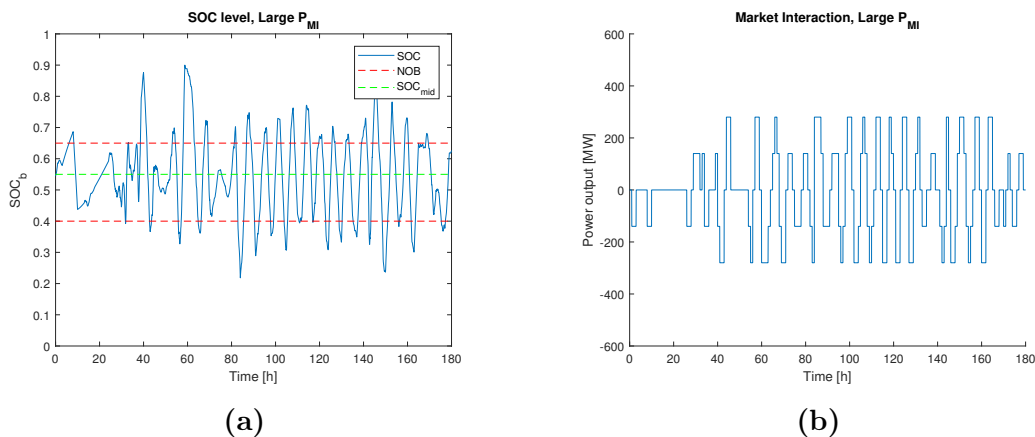 SOC level, Large P_MI
1
0.9
0.8
0.7
0.6
0.5
0.4
0.3
0.2
0.1
0
SOC_b
0 20 40 60 80 100 120 140 160 180
Time [h]
SOC
NOB
SOC_mid
(a)
Market Interaction, Large P_MI
600
400
200
0
-200
-400
-600
Power output [MW]
0 20 40 60 80 100 120 140 160 180
Time [h]
(b)